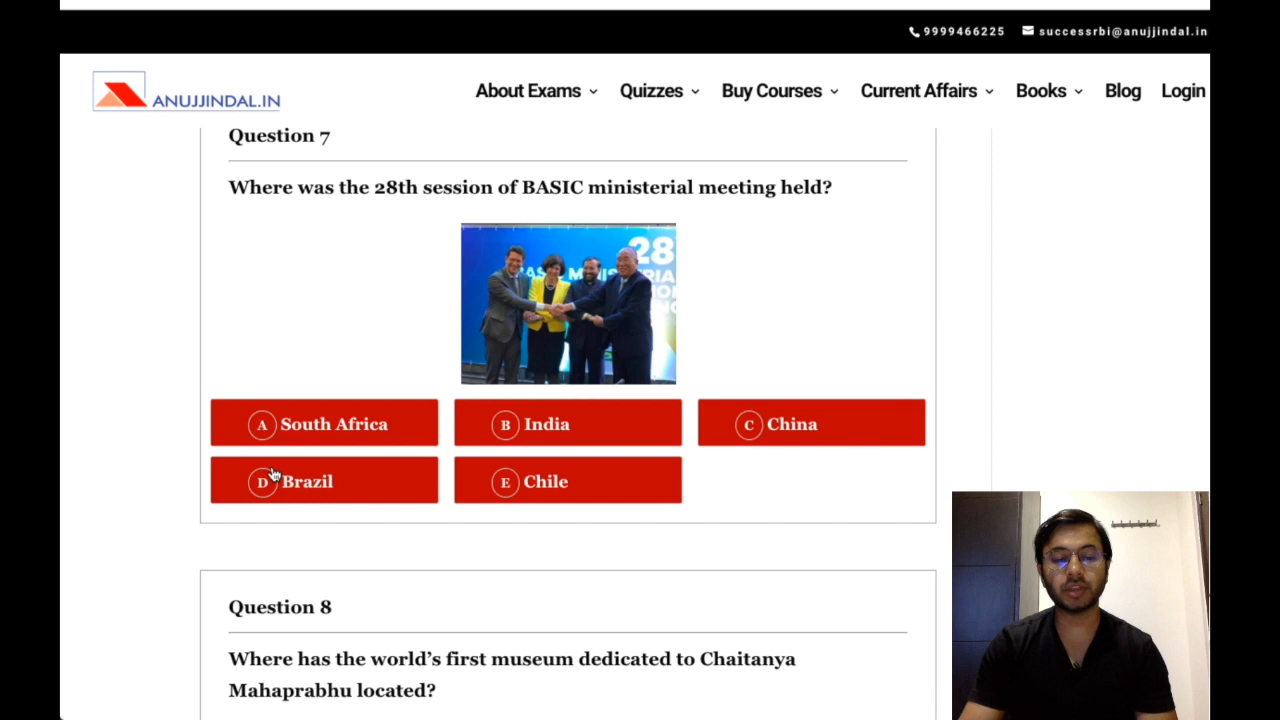 9999466225 successrbi@anujjindal.in
ANUJJINDAL.IN
About Exams Quizzes Buy Courses Current Affairs Books Blog Login
Question 7
Where was the 28th session of BASIC ministerial meeting held?
28
A South Africa
B India
C China
D Brazil
E Chile
Question 8
Where has the world’s first museum dedicated to Chaitanya
Mahaprabhu located?